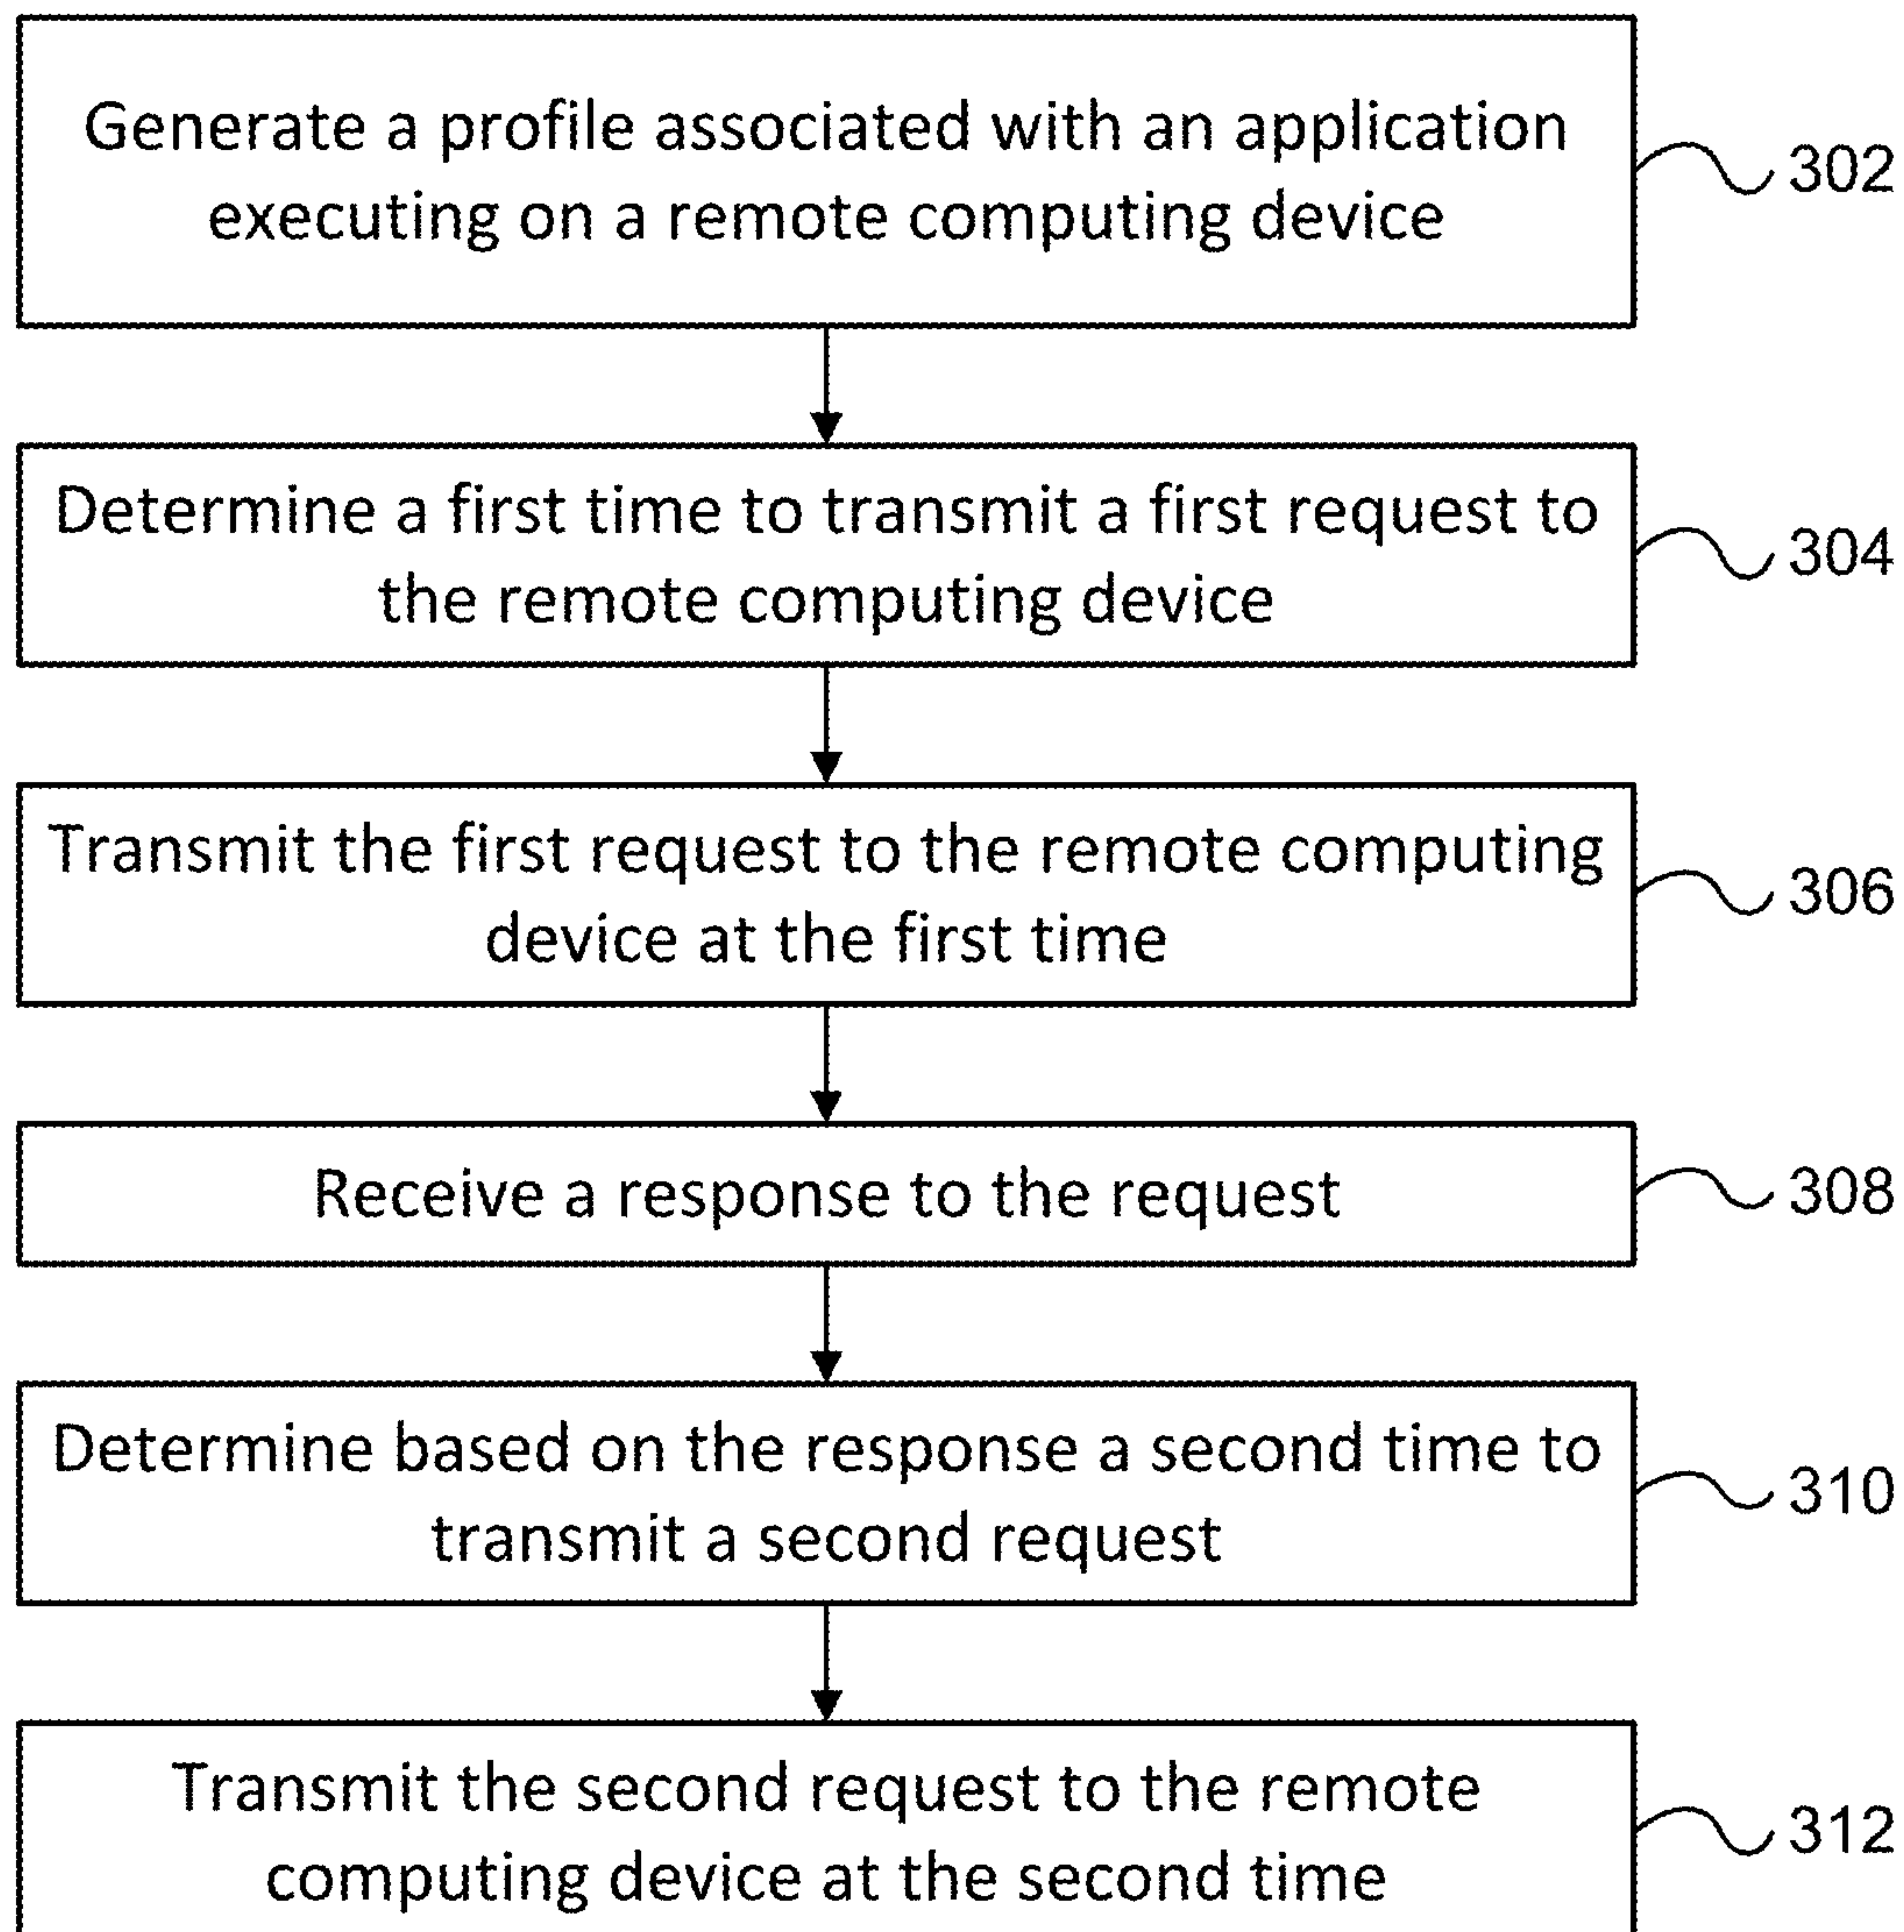 Generate a profile associated with an application
executing on a remote computing device
302
Determine a first time to transmit a first request to
the remote computing device
304
Transmit the first request to the remote computing
device at the first time
306
Receive a response to the request
308
Determine based on the response a second time to
transmit a second request
310
Transmit the second request to the remote
computing device at the second time
312